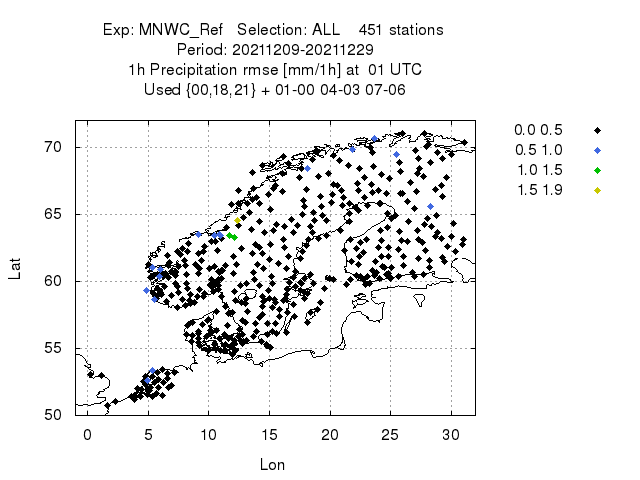 Exp: MNWC_Ref   Selection: ALL    451 stations
Period: 20211209-20211229
1h Precipitation rmse [mm/1h] at  01 UTC
Used {00,18,21} + 01-00 04-03 07-06
0.0 0.5
0.5 1.0
1.0 1.5
1.5 1.9
70
65
60
55
50
Lat
0 5 10 15 20 25 30
Lon